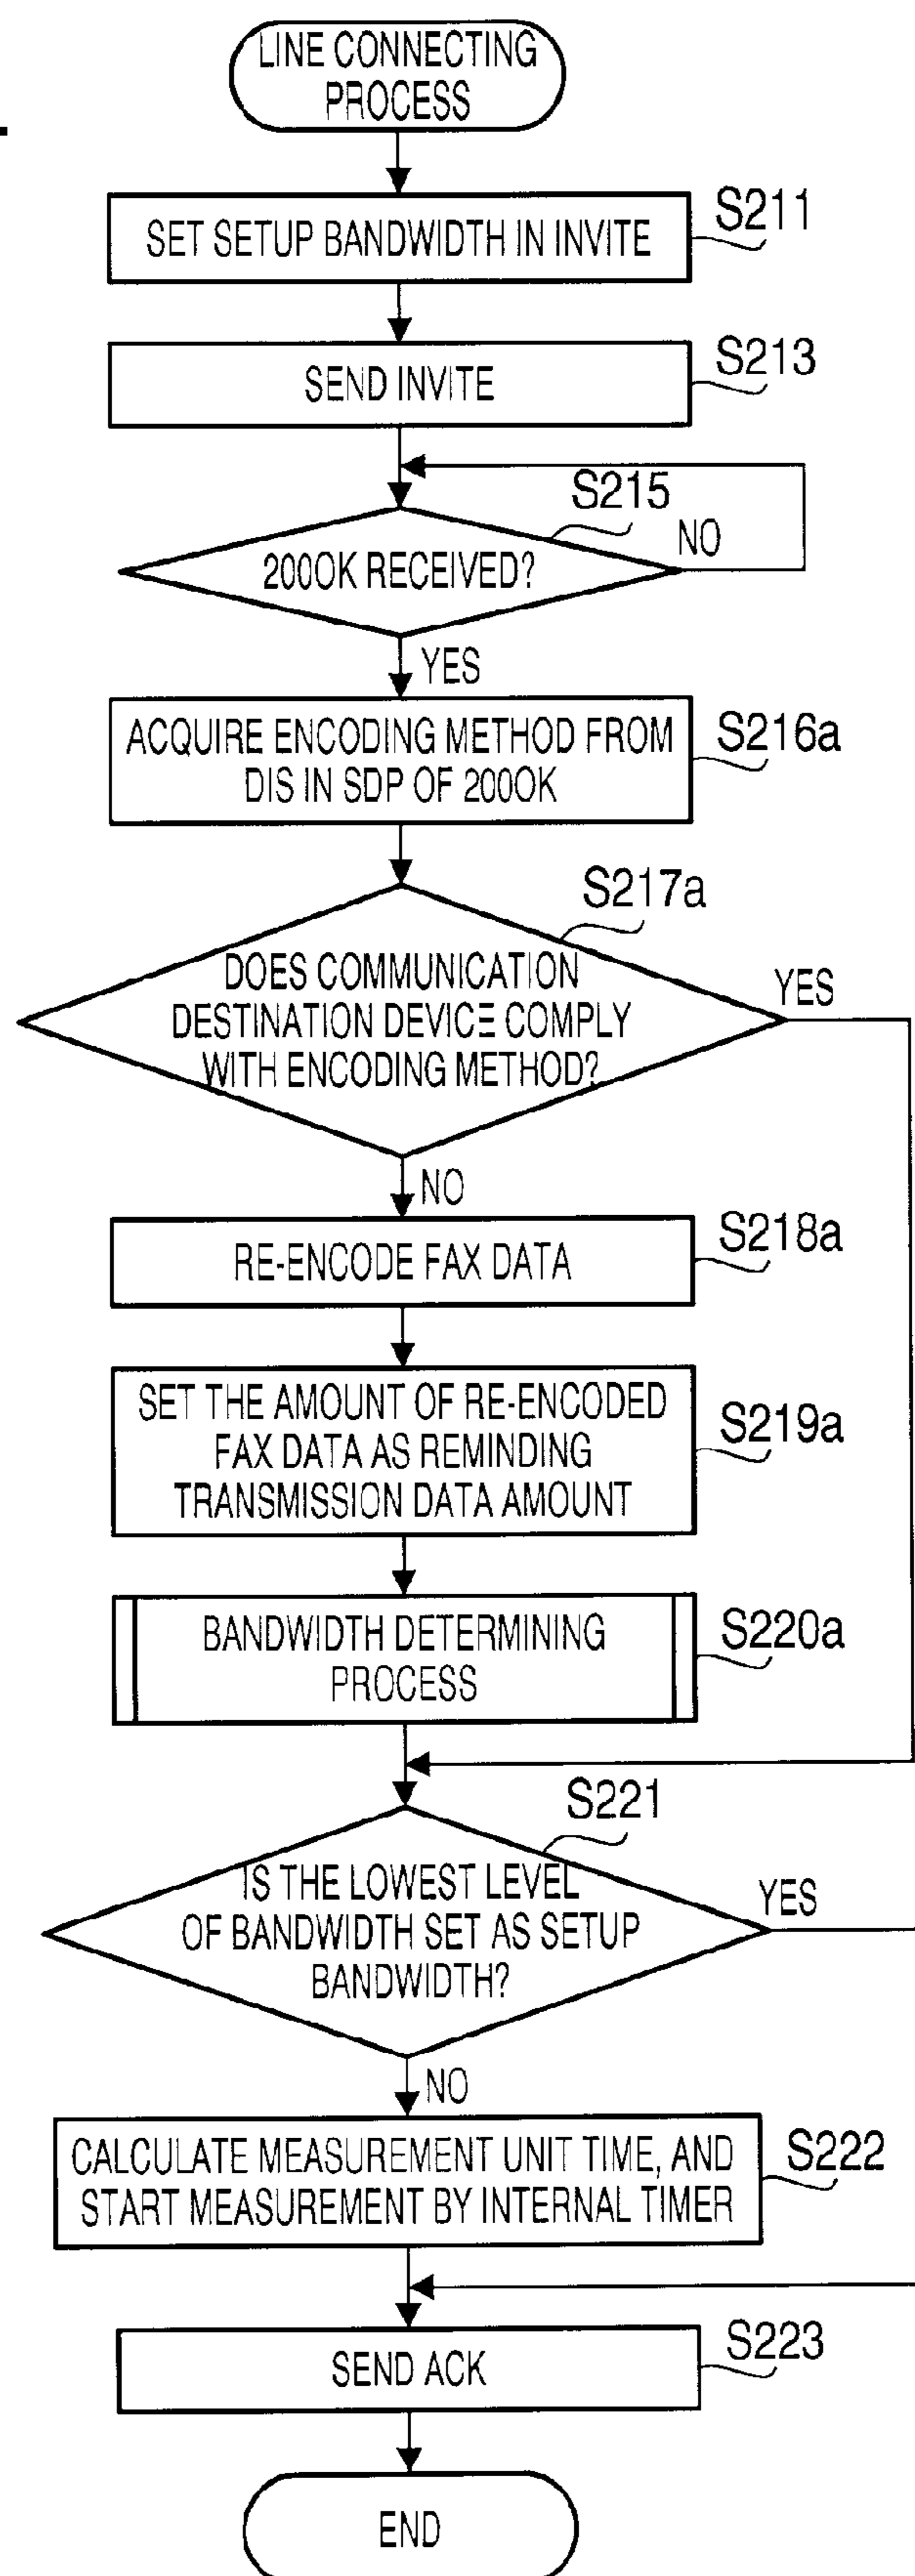 LINE CONNECTING
PROCESS
SET SETUP BANDWIDTH IN INVITE
S211
SEND INVITE
S213
S215
200OK RECEIVED?
NO
YES
ACQUIRE ENCODING METHOD FROM
DIS IN SDP OF 200OK
S216a
S217a
DOES COMMUNICATION
DESTINATION DEVICE COMPLY
WITH ENCODING METHOD?
YES
NO
RE-ENCODE FAX DATA
S218a
SET THE AMOUNT OF RE-ENCODED
FAX DATA AS REMINDING
TRANSMISSION DATA AMOUNT
S219a
BANDWIDTH DETERMINING
PROCESS
S220a
S221
IS THE LOWEST LEVEL
OF BANDWIDTH SET AS SETUP
BANDWIDTH?
YES
NO
CALCULATE MEASUREMENT UNIT TIME, AND
START MEASUREMENT BY INTERNAL TIMER
S222
SEND ACK
S223
END